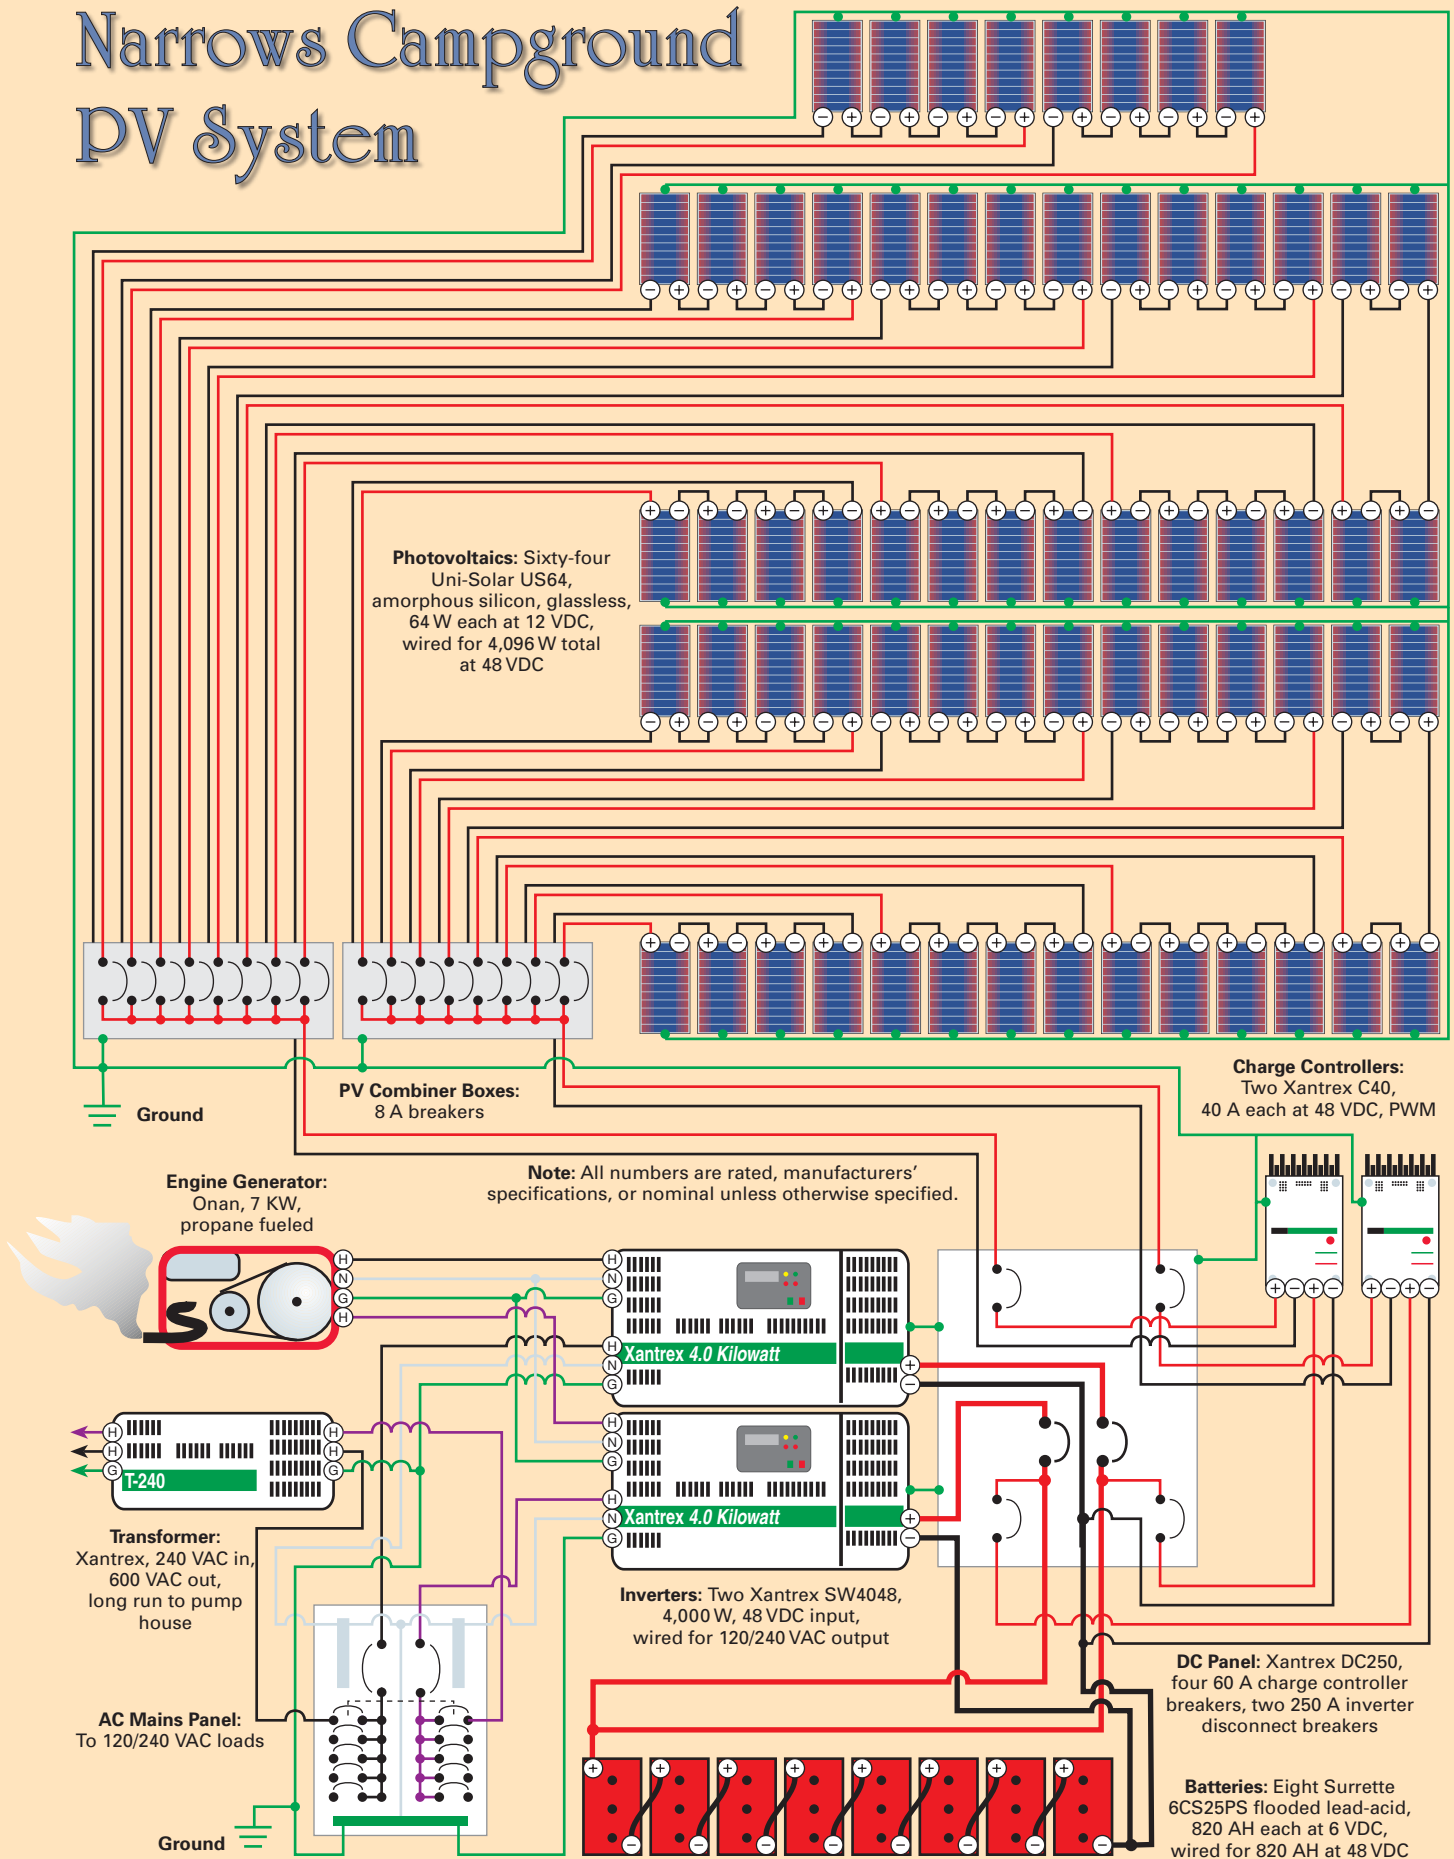 Narrows Campground
PV System
Photovoltaics: Sixty-four
Uni-Solar US64,
amorphous silicon, glassless,
64 W each at 12 VDC,
wired for 4,096 W total
at 48 VDC
PV Combiner Boxes:
8 A breakers
Ground
Charge Controllers:
Two Xantrex C40,
40 A each at 48 VDC, PWM
Note: All numbers are rated, manufacturers'
specifications, or nominal unless otherwise specified.
Engine Generator:
Onan, 7 KW,
propane fueled
H
N
G
H
H
N
G
H
N
G
Xantrex 4.0 Kilowatt
H
N
G
H
N
G
Xantrex 4.0 Kilowatt
H
H
G
T-240
H
H
G
Transformer:
Xantrex, 240 VAC in,
600 VAC out,
long run to pump
house
Inverters: Two Xantrex SW4048,
4,000 W, 48 VDC input,
wired for 120/240 VAC output
DC Panel: Xantrex DC250,
four 60 A charge controller
breakers, two 250 A inverter
disconnect breakers
AC Mains Panel:
To 120/240 VAC loads
Ground
Batteries: Eight Surrette
6CS25PS flooded lead-acid,
820 AH each at 6 VDC,
wired for 820 AH at 48 VDC